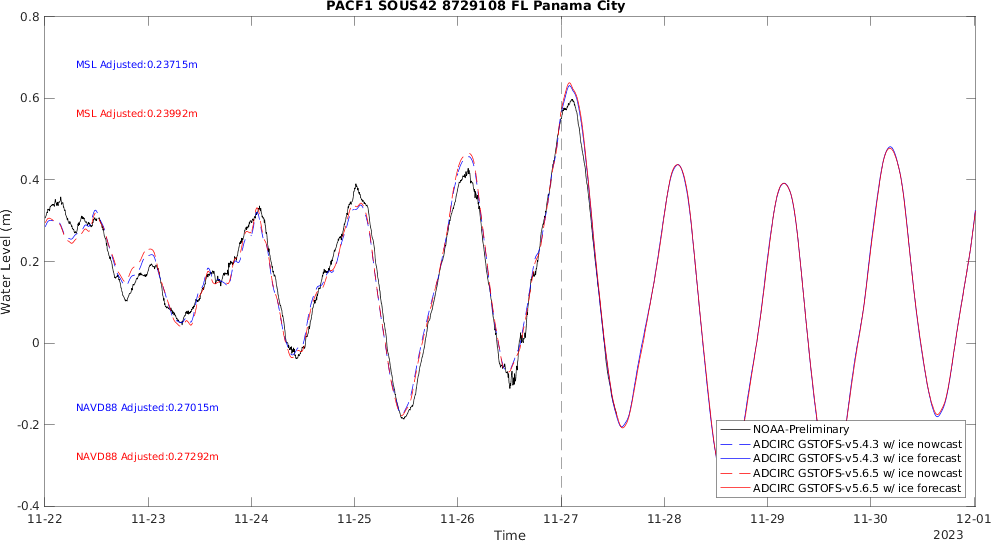 PACF1 SOUS42 8729108 FL Panama City
0.8
0.6
0.4
0.2
0
-0.2
-0.4
Water Level (m)
MSL Adjusted:0.23715m
MSL Adjusted:0.23992m
NAVD88 Adjusted:0.27015m
NAVD88 Adjusted:0.27292m
NOAA-Preliminary
ADCIRC GSTOFS-v5.4.3 w/ ice nowcast
ADCIRC GSTOFS-v5.4.3 w/ ice forecast
ADCIRC GSTOFS-v5.6.5 w/ ice nowcast
ADCIRC GSTOFS-v5.6.5 w/ ice forecast
11-22 11-23 11-24 11-25 11-26 11-27 11-28 11-29 11-30 12-01
Time
2023